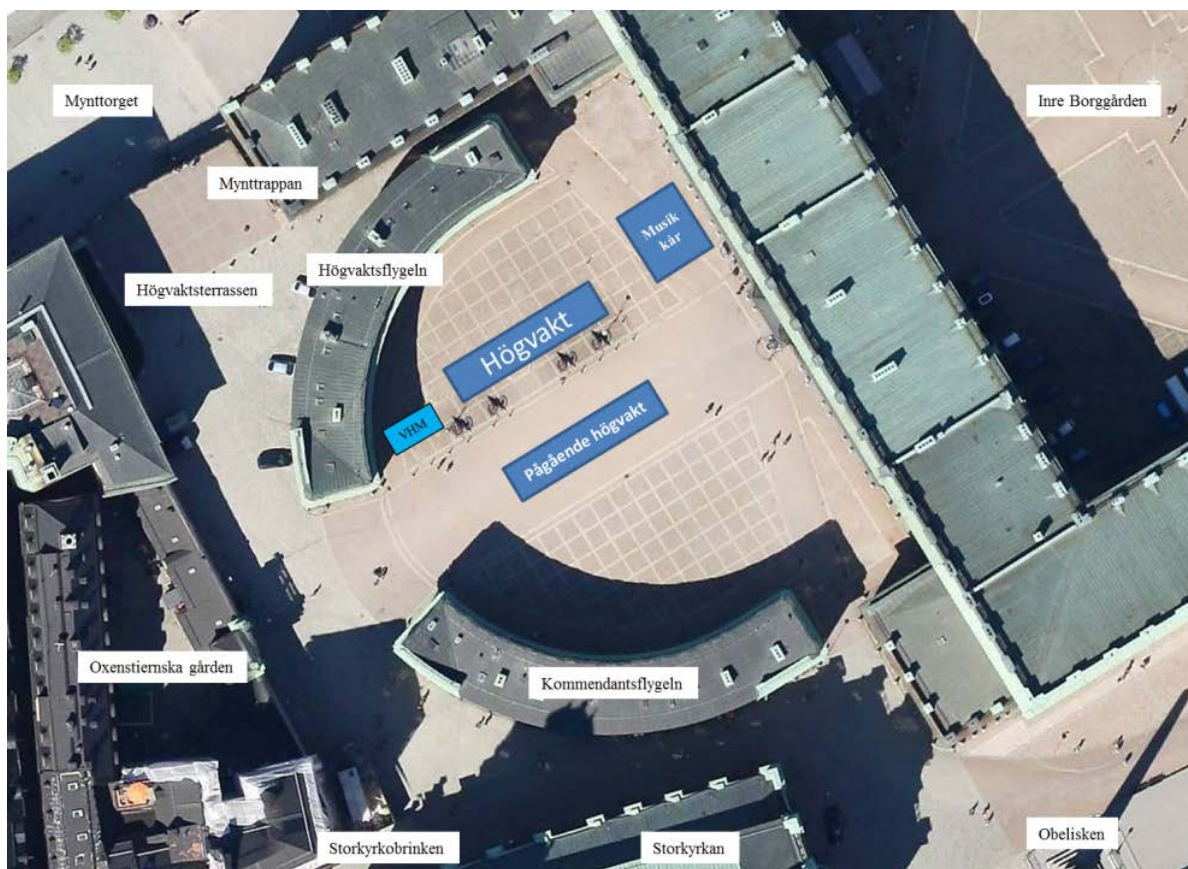 Mynttorget
Inre Borggården
Mynttrappan
Musik
kår
Högvaktsflygeln
Högvaktsterrassen
Högvakt
VHM
Pågående högvakt
Oxenstiernska gården
Kommendantsflygeln
Storkyrkobrinken
Storkyrkan
Obelisken